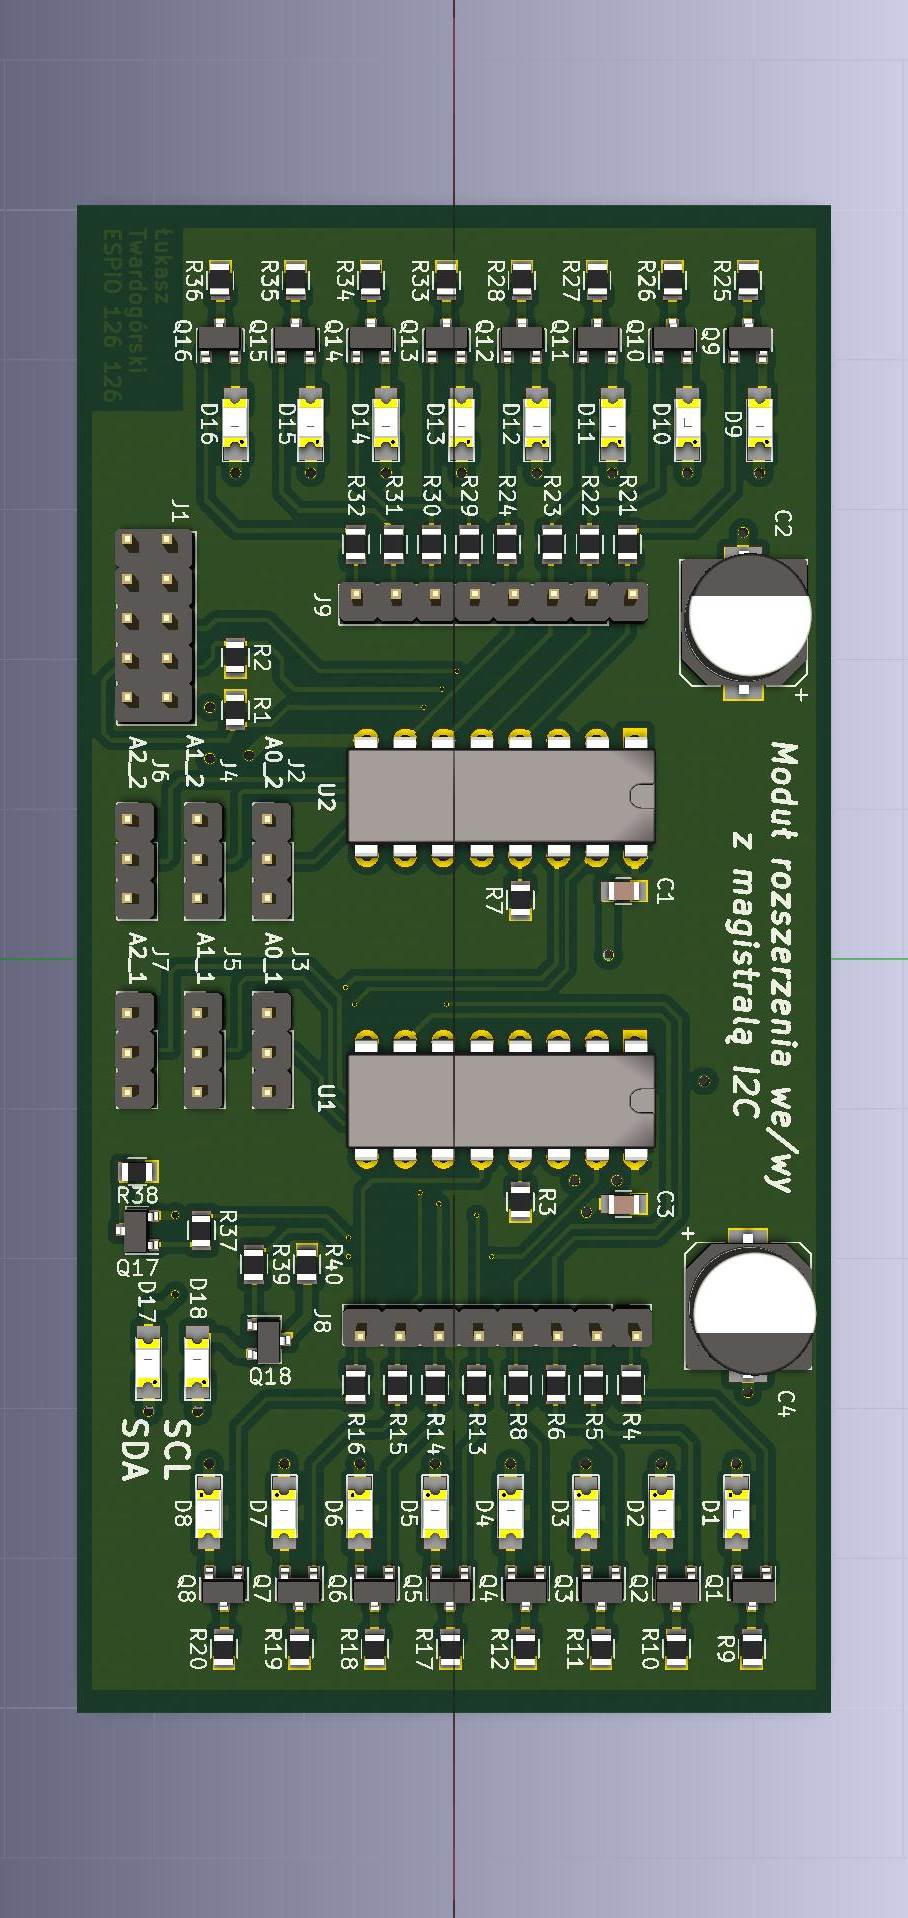 Łukasz
Twardogórski
ESPiO 126 126
R36 R35 R34 R33 R28 R27 R26 R25
Q16 Q15 Q14 Q13 Q12 Q11 Q10 Q9
D16 D15 D14 D13 D12 D11 D10 D9
R32 R31 R30 R29 R24 R23 R22 R21
J1
C2
J9
+
R2
R1
A2_2 A1_2 A0_2
J6 J4 J2
U2
Moduł rozszerzenia we/wy
z magistralą I2C
R7
C1
A2_1 A1_1 A0_1
J7 J5 J3
U1
R38
R3
C3
R37
Q17
R39 R40
+
D17 D18
J8
Q18
C4
SDA SCL
R16 R15 R14 R13 R8 R6 R5 R4
D8 D7 D6 D5 D4 D3 D2 D1
Q8 Q7 Q6 Q5 Q4 Q3 Q2 Q1
R20 R19 R18 R17 R12 R11 R10 R9